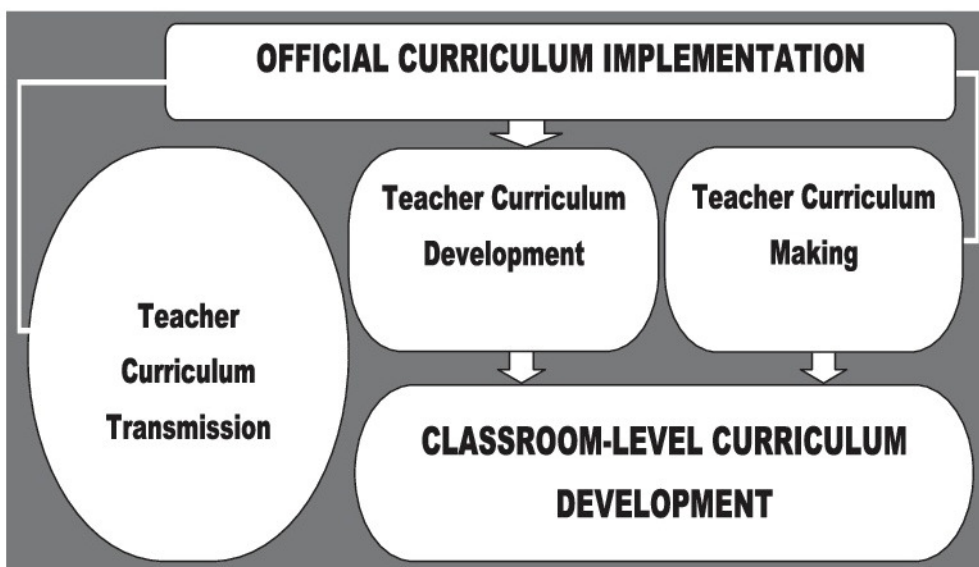 OFFICIAL CURRICULUM IMPLEMENTATION
Teacher Curriculum
Development
Teacher Curriculum
Making
Teacher
Curriculum
Transmission
CLASSROOM-LEVEL CURRICULUM
DEVELOPMENT